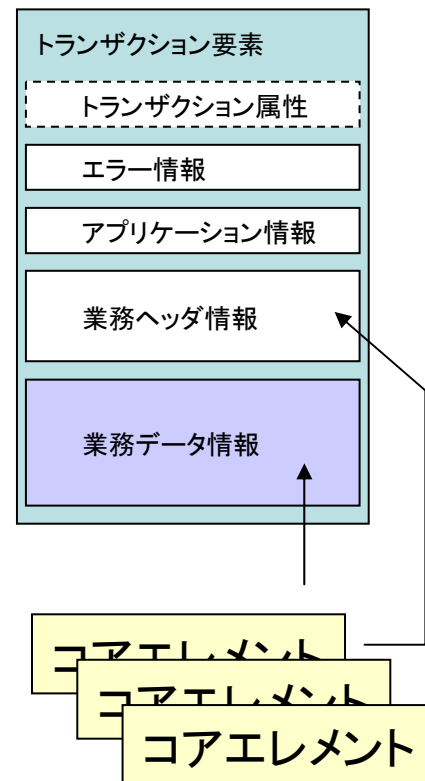 トランザクション要素
トランザクション属性
エラー情報
アプリケーション情報
業務ヘッダ情報
業務データ情報
コアエレメント
コアエレメント
コアエレメント